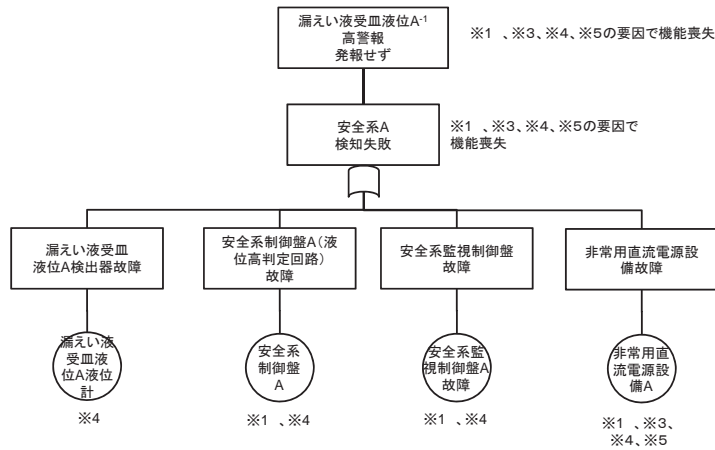 漏えい液受皿液位A-1
高警報
発報せず
※1 、※3、※4、※5の要因で機能喪失
安全系A
検知失敗
※1 、※3、※4、※5の要因で
機能喪失
漏えい液受皿
液位A検出器故障
安全系制御盤A(液
位高判定回路)
故障
安全系監視制御盤
故障
非常用直流電源設
備故障
漏えい液
受皿液
位A液位
計
安全系
制御盤
A
安全系監
視制御盤A
故障
非常用直
流電源設
備A
※4
※1 、※4
※1 、※4
※1 、※3、
※4、※5